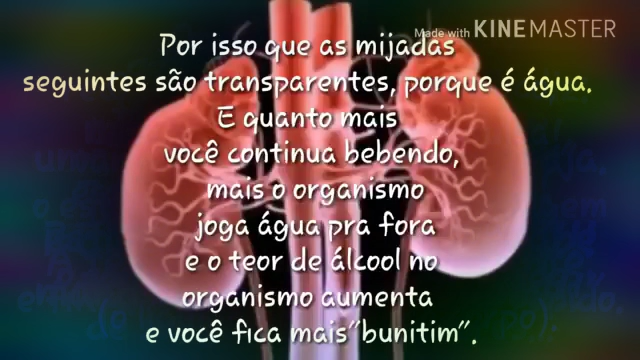 Made with KINEMASTER
Por isso que as mijadas
seguintes são transparentes, porque é água.
E quanto mais
você continua bebendo,
mais o organismo
joga água pra fora
e o teor de álcool no
organismo aumenta
e você fica mais"bunitim".